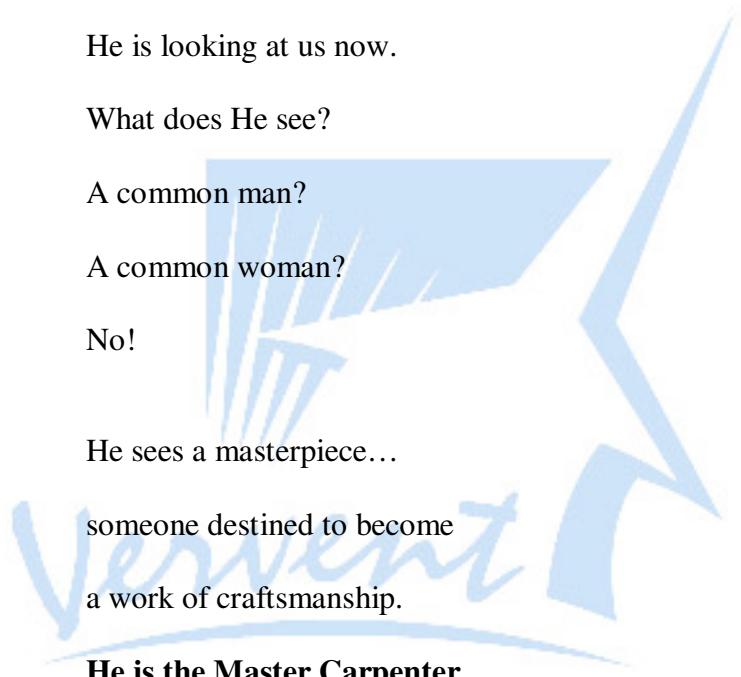 He is looking at us now.
What does He see?
A common man?
A common woman?
No!
He sees a masterpiece…
someone destined to become
a work of craftsmanship.
Vervent
He is the Master Carpenter